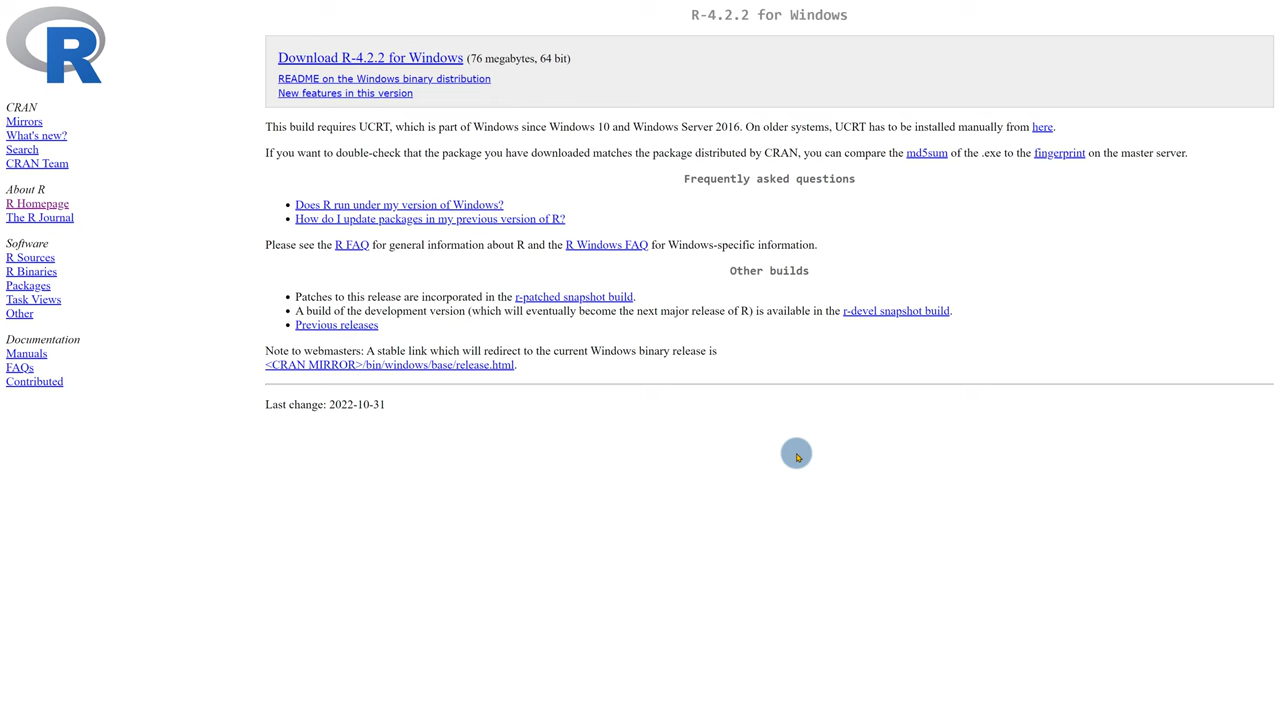 R
CRAN
Mirrors
What's new?
Search
CRAN Team
About R
R Homepage
The R Journal
Software
R Sources
R Binaries
Packages
Task Views
Other
Documentation
Manuals
FAQs
Contributed
R-4.2.2 for Windows
Download R-4.2.2 for Windows (76 megabytes, 64 bit)
README on the Windows binary distribution
New features in this version
This build requires UCRT, which is part of Windows since Windows 10 and Windows Server 2016. On older systems, UCRT has to be installed manually from here.
If you want to double-check that the package you have downloaded matches the package distributed by CRAN, you can compare the md5sum of the .exe to the fingerprint on the master server.
Frequently asked questions
• Does R run under my version of Windows?
• How do I update packages in my previous version of R?
Please see the R FAQ for general information about R and the R Windows FAQ for Windows-specific information.
Other builds
• Patches to this release are incorporated in the r-patched snapshot build.
• A build of the development version (which will eventually become the next major release of R) is available in the r-devel snapshot build.
• Previous releases
Note to webmasters: A stable link which will redirect to the current Windows binary release is
<CRAN MIRROR>/bin/windows/base/release.html.
Last change: 2022-10-31